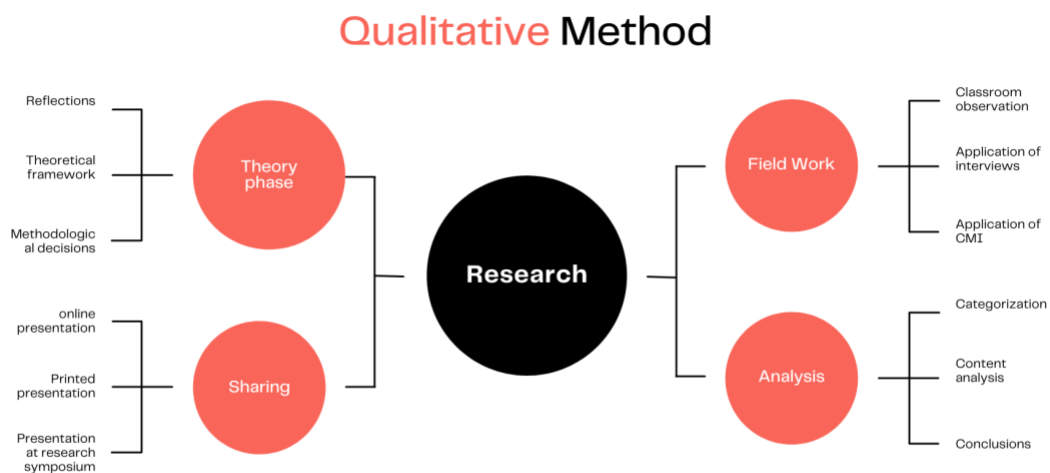 Qualitative Method
Reflections
Theoretical
framework
Methodologic
al decisions
Theory
phase
online
presentation
Printed
presentation
Presentation
at research
symposium
Sharing
Research
Field Work
Classroom
observation
Application of
interviews
Application of
CMI
Analysis
Categorization
Content
analysis
Conclusions